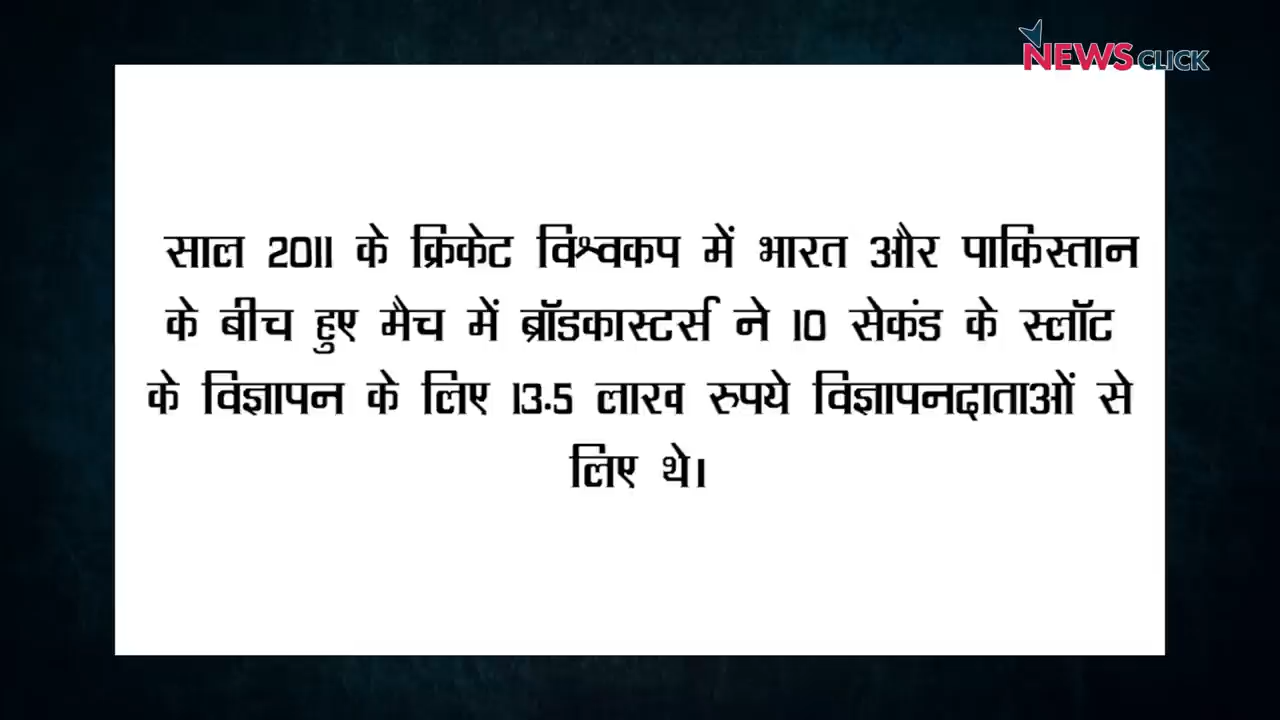 NEWSCLICK
साल 2011 के क्रिकेट विश्वकप में भारत और पाकिस्तान
के बीच हुए मैच में ब्रॉडकास्टर्स ने 10 सेकंड के स्लॉट
के विज्ञापन के लिए 13.5 लाख रुपये विज्ञापनदाताओं से
लिए थे।